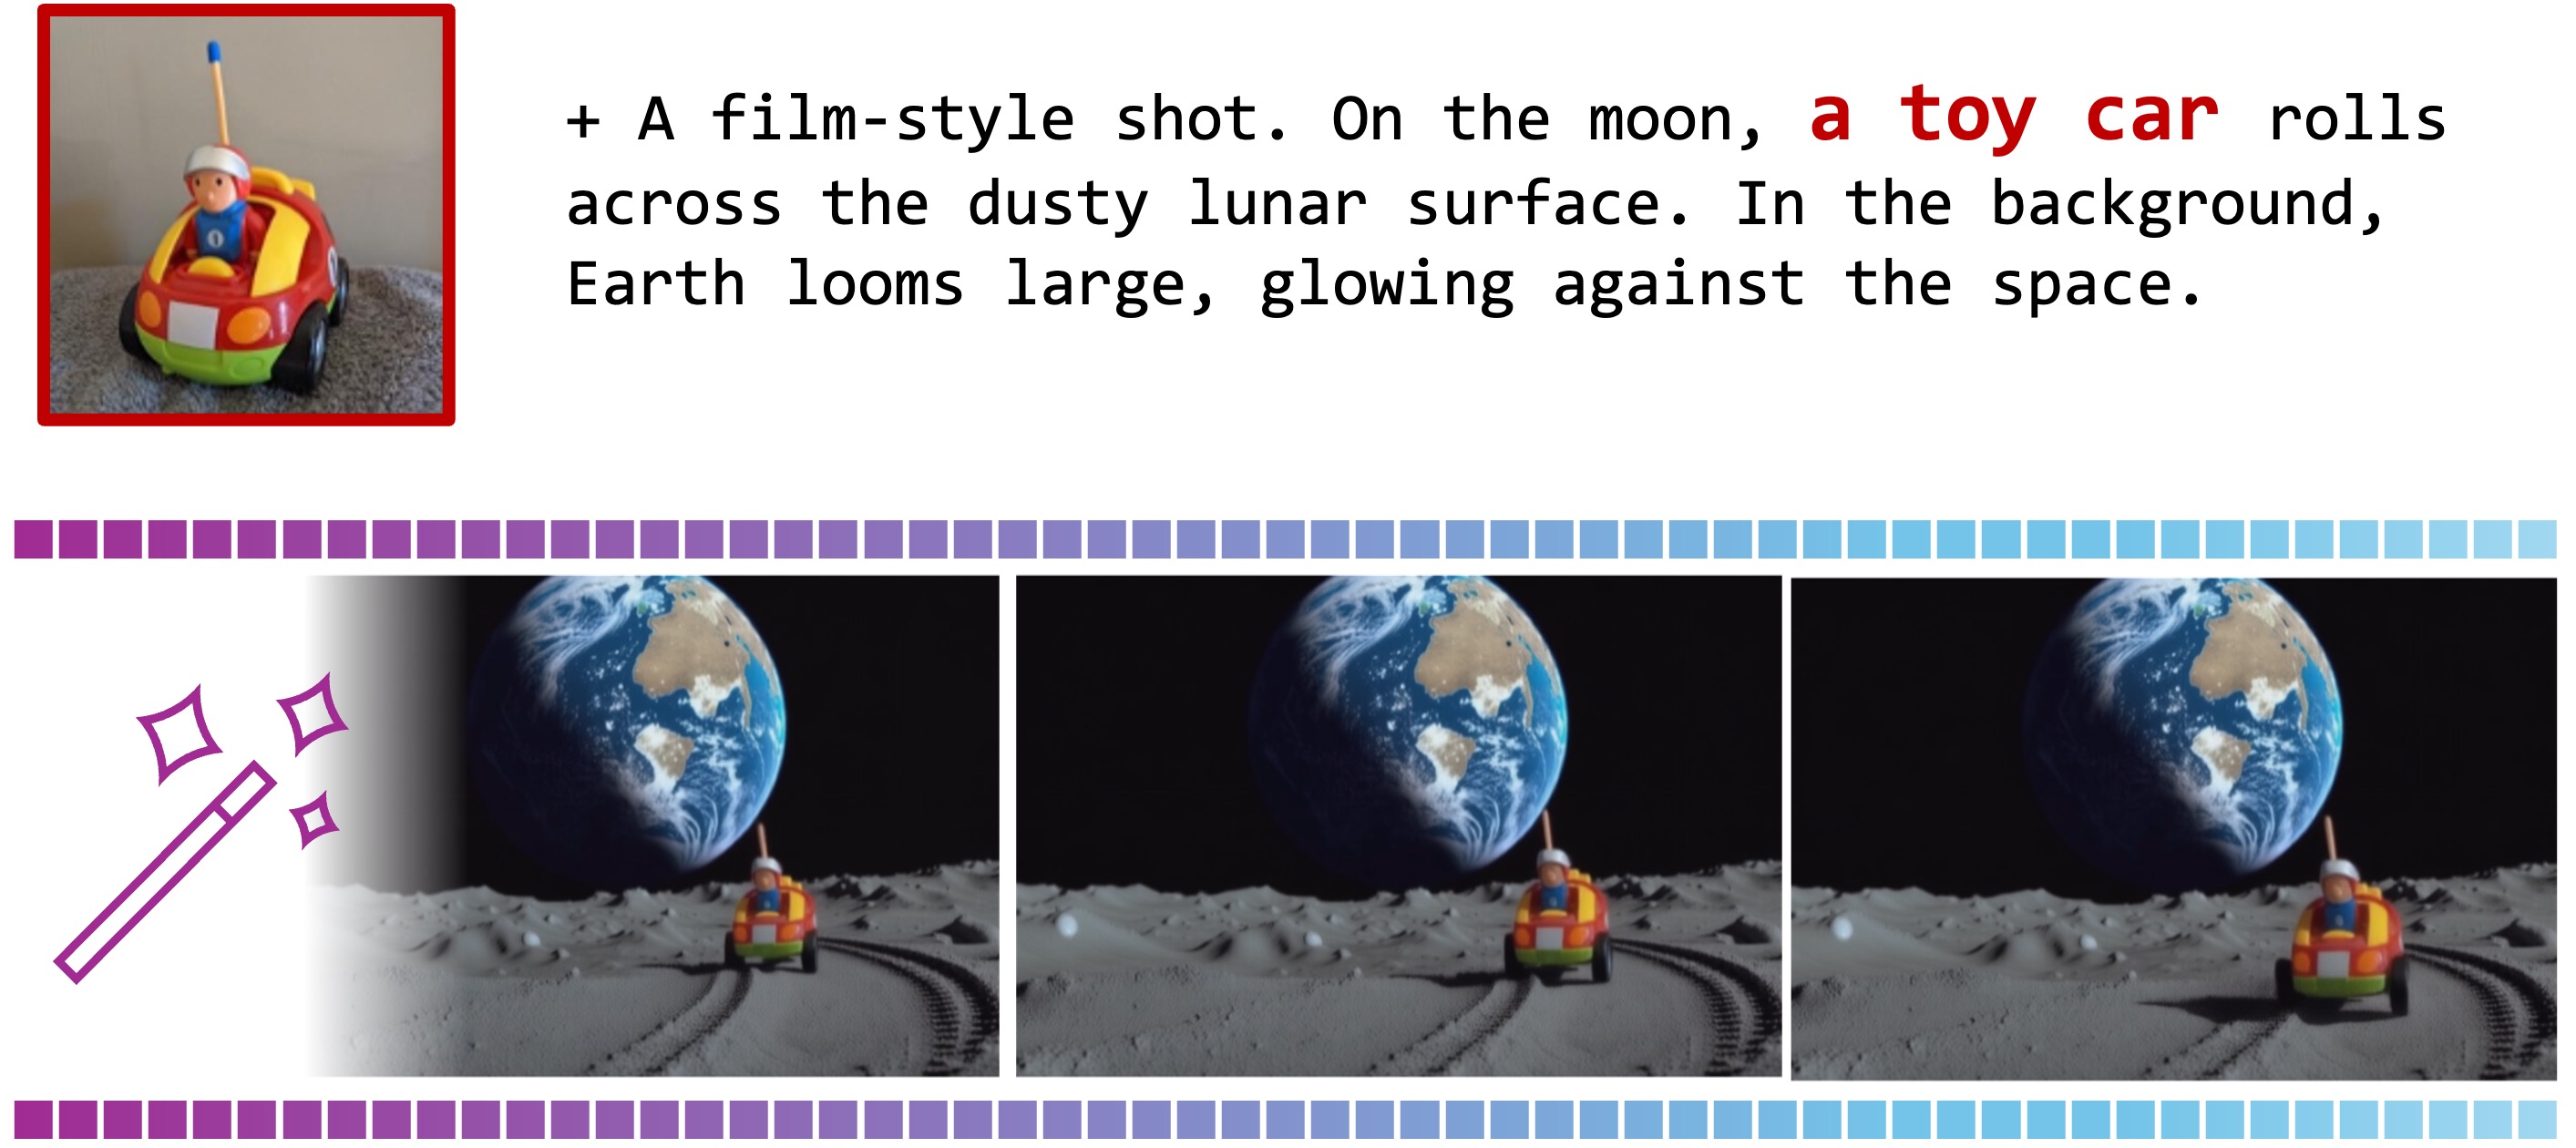 + A film-style shot. On the moon, a toy car rolls
across the dusty lunar surface. In the background,
Earth looms large, glowing against the space.